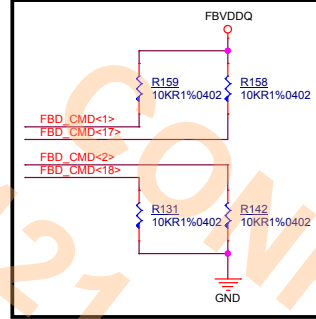 FBVDDQ
R159
10KR1%0402
R158
10KR1%0402
FBD_CMD<1>
FBD_CMD<17>
FBD_CMD<2>
FBD_CMD<18>
R131
10KR1%0402
R142
10KR1%0402
GND